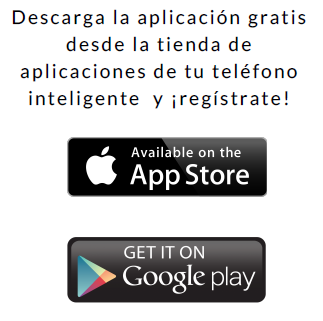 Descarga la aplicación gratis
desde la tienda de
aplicaciones de tu teléfono
inteligente y ¡regístrate!
Available on the
App Store
GET IT ON
Google play